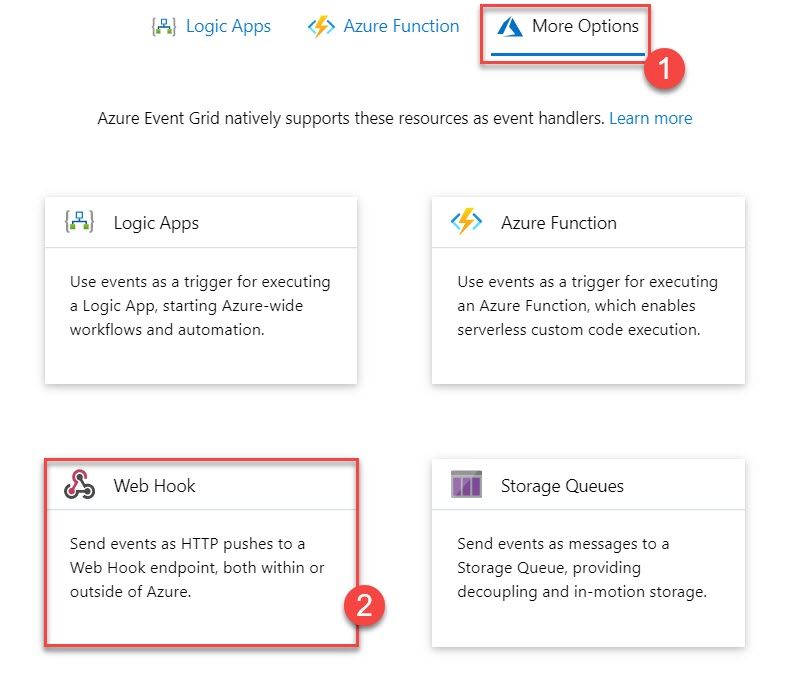 Logic Apps Azure Function More Options
1
Azure Event Grid natively supports these resources as event handlers. Learn more
Logic Apps
Use events as a trigger for executing
a Logic App, starting Azure-wide
workflows and automation.
Azure Function
Use events as a trigger for executing
an Azure Function, which enables
serverless custom code execution.
Web Hook
Send events as HTTP pushes to a
Web Hook endpoint, both within or
outside of Azure.
2
Storage Queues
Send events as messages to a
Storage Queue, providing
decoupling and in-motion storage.